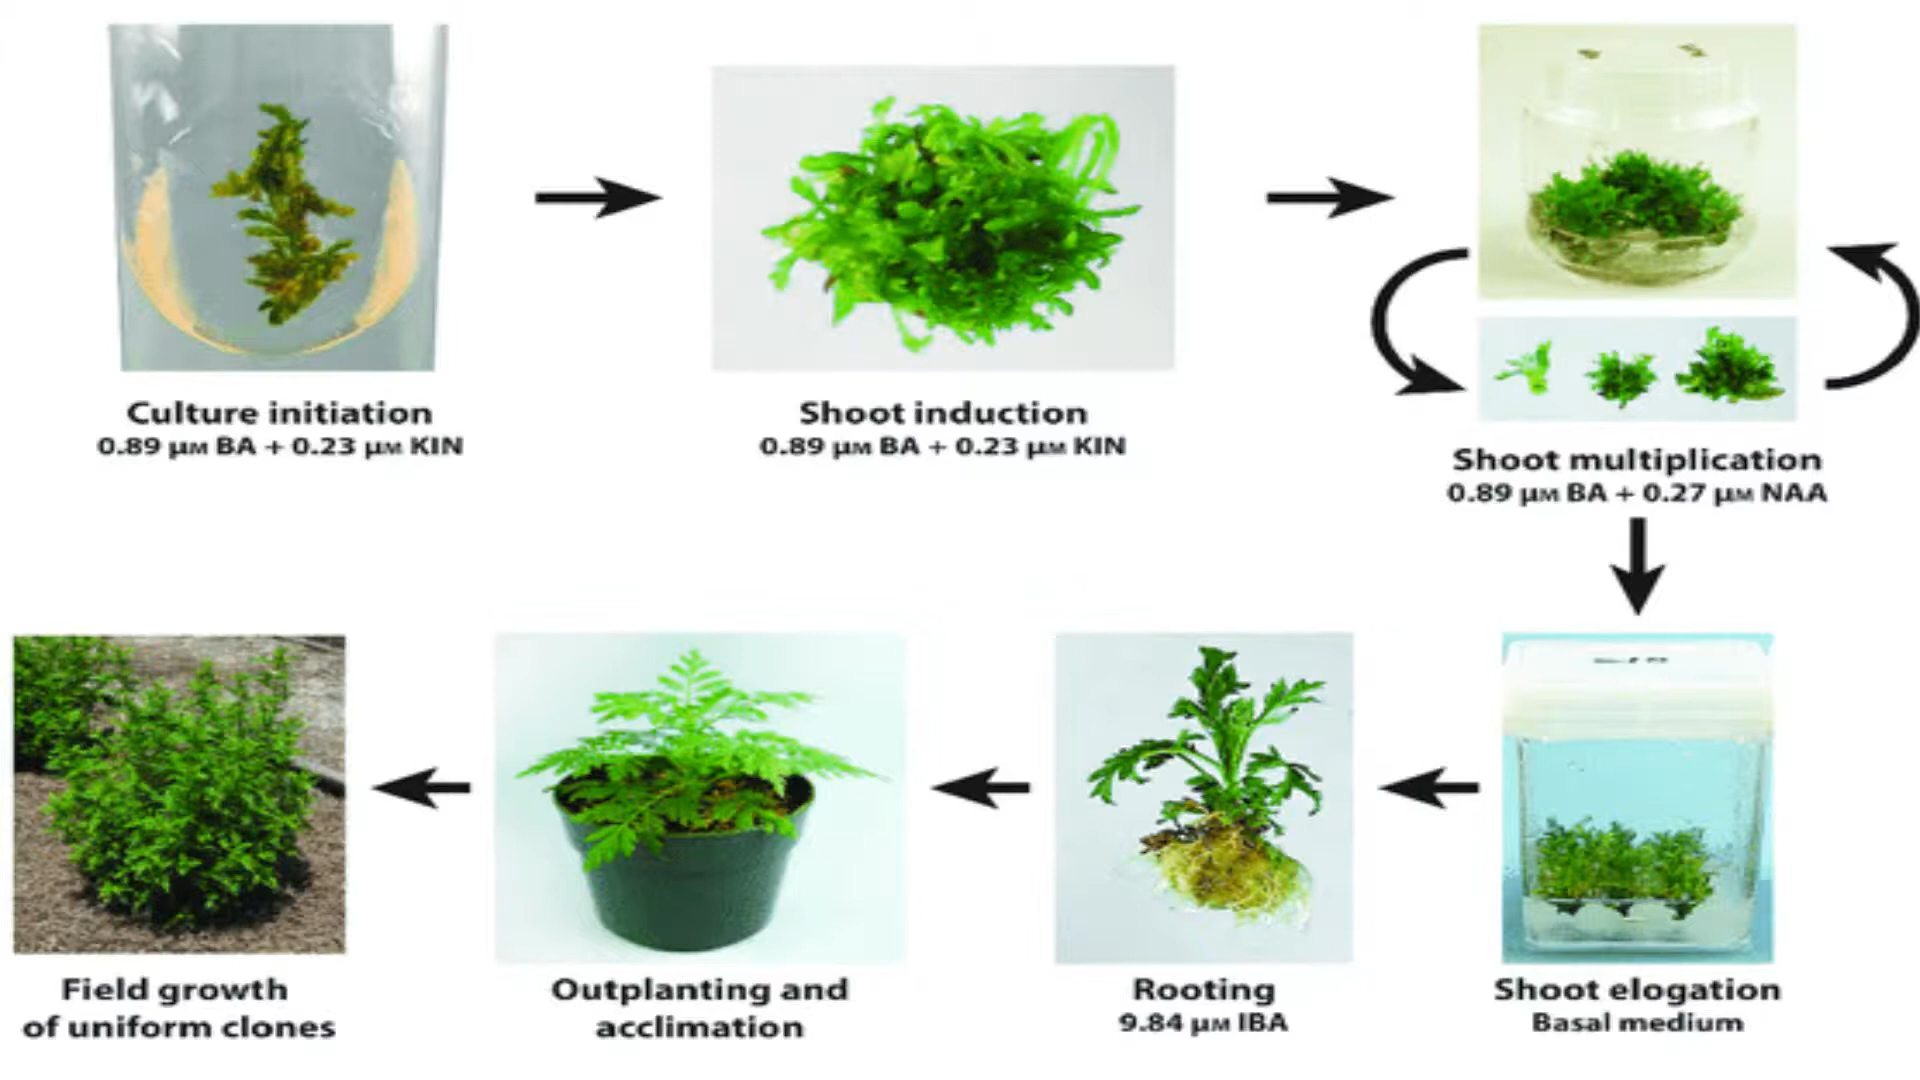 Culture initiation
0.89 µM BA + 0.23 µM KIN
Shoot induction
0.89 µM BA + 0.23 µM KIN
Shoot multiplication
0.89 µM BA + 0.27 µM NAA
Field growth
of uniform clones
Outplanting and
acclimation
Rooting
9.84 µM IBA
Shoot elogation
Basal medium